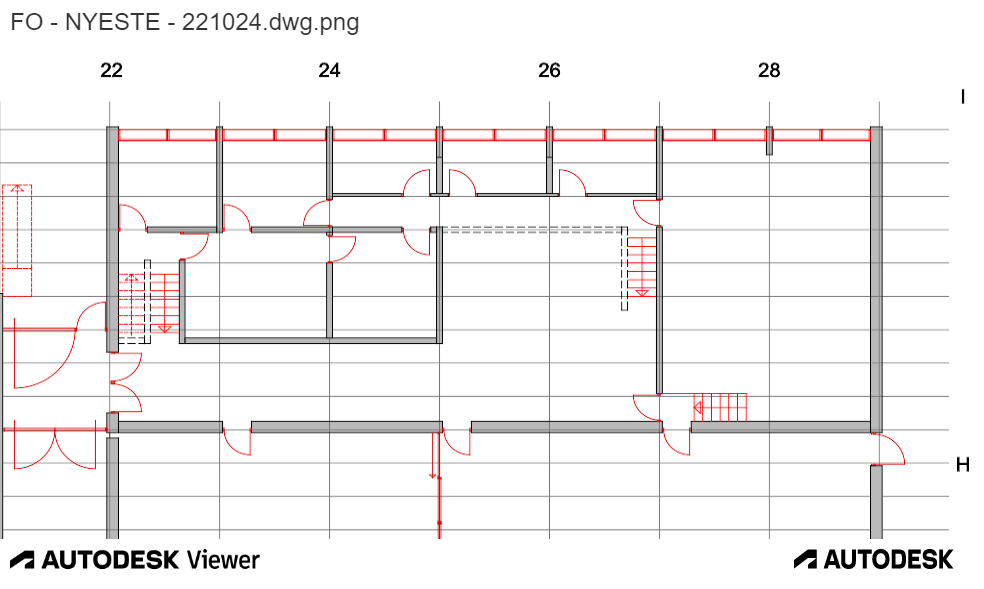 FO - NYESTE - 221024.dwg.png
22 24 26 28
I
H
AUTODESK Viewer AUTODESK